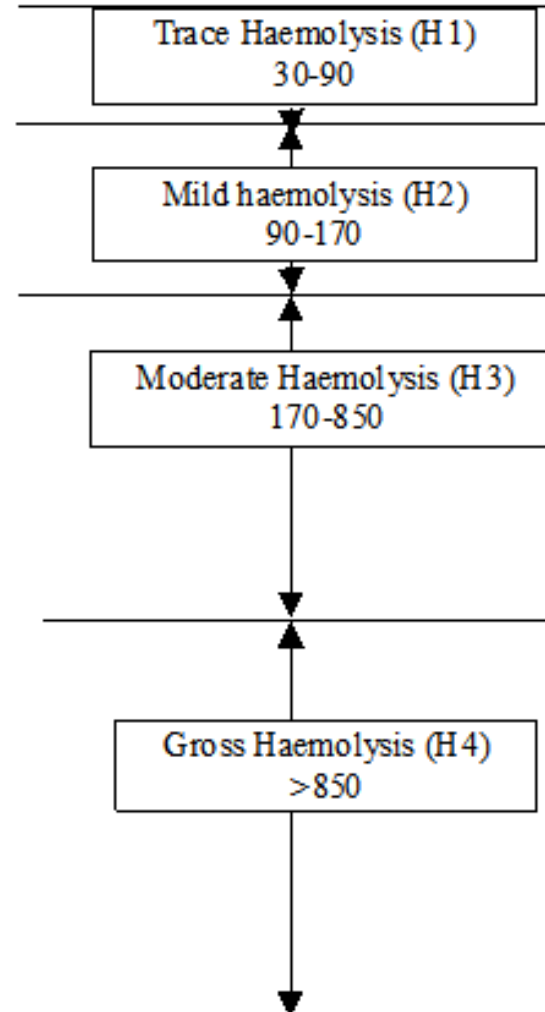 Trace Haemolysis (H1)
30-90
Mild haemolysis (H2)
90-170
Moderate Haemolysis (H3)
170-850
Gross Haemolysis (H4)
>850